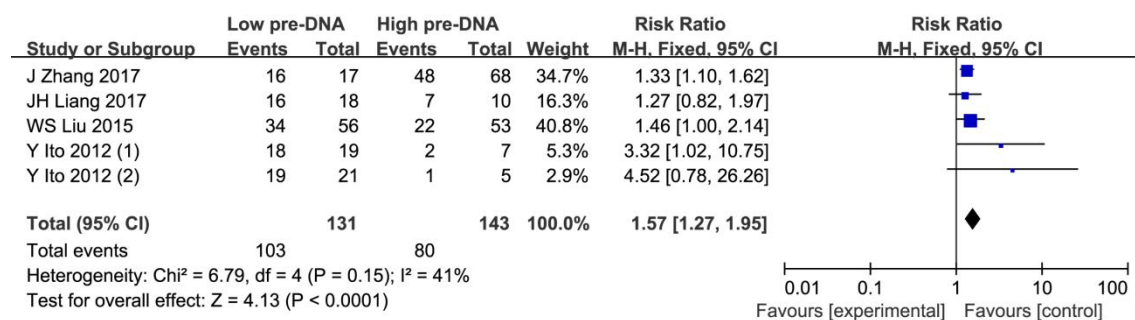 Low pre-DNA High pre-DNA Risk Ratio Risk Ratio
Study or Subgroup Events Total Events Total Weight M-H, Fixed, 95% CI M-H, Fixed, 95% CI
J Zhang 2017 16 17 48 68 34.7% 1.33 [1.10, 1.62]
JH Liang 2017 16 18 7 10 16.3% 1.27 [0.82, 1.97]
WS Liu 2015 34 56 22 53 40.8% 1.46 [1.00, 2.14]
Y Ito 2012 (1) 18 19 2 7 5.3% 3.32 [1.02, 10.75]
Y Ito 2012 (2) 19 21 1 5 2.9% 4.52 [0.78, 26.26]
Total (95% CI) 131 143 100.0% 1.57 [1.27, 1.95]
Total events 103 80
Heterogeneity: Chi² = 6.79, df = 4 (P = 0.15); I² = 41%
Test for overall effect: Z = 4.13 (P < 0.0001)
0.01 0.1 1 10 100
Favours [experimental] Favours [control]